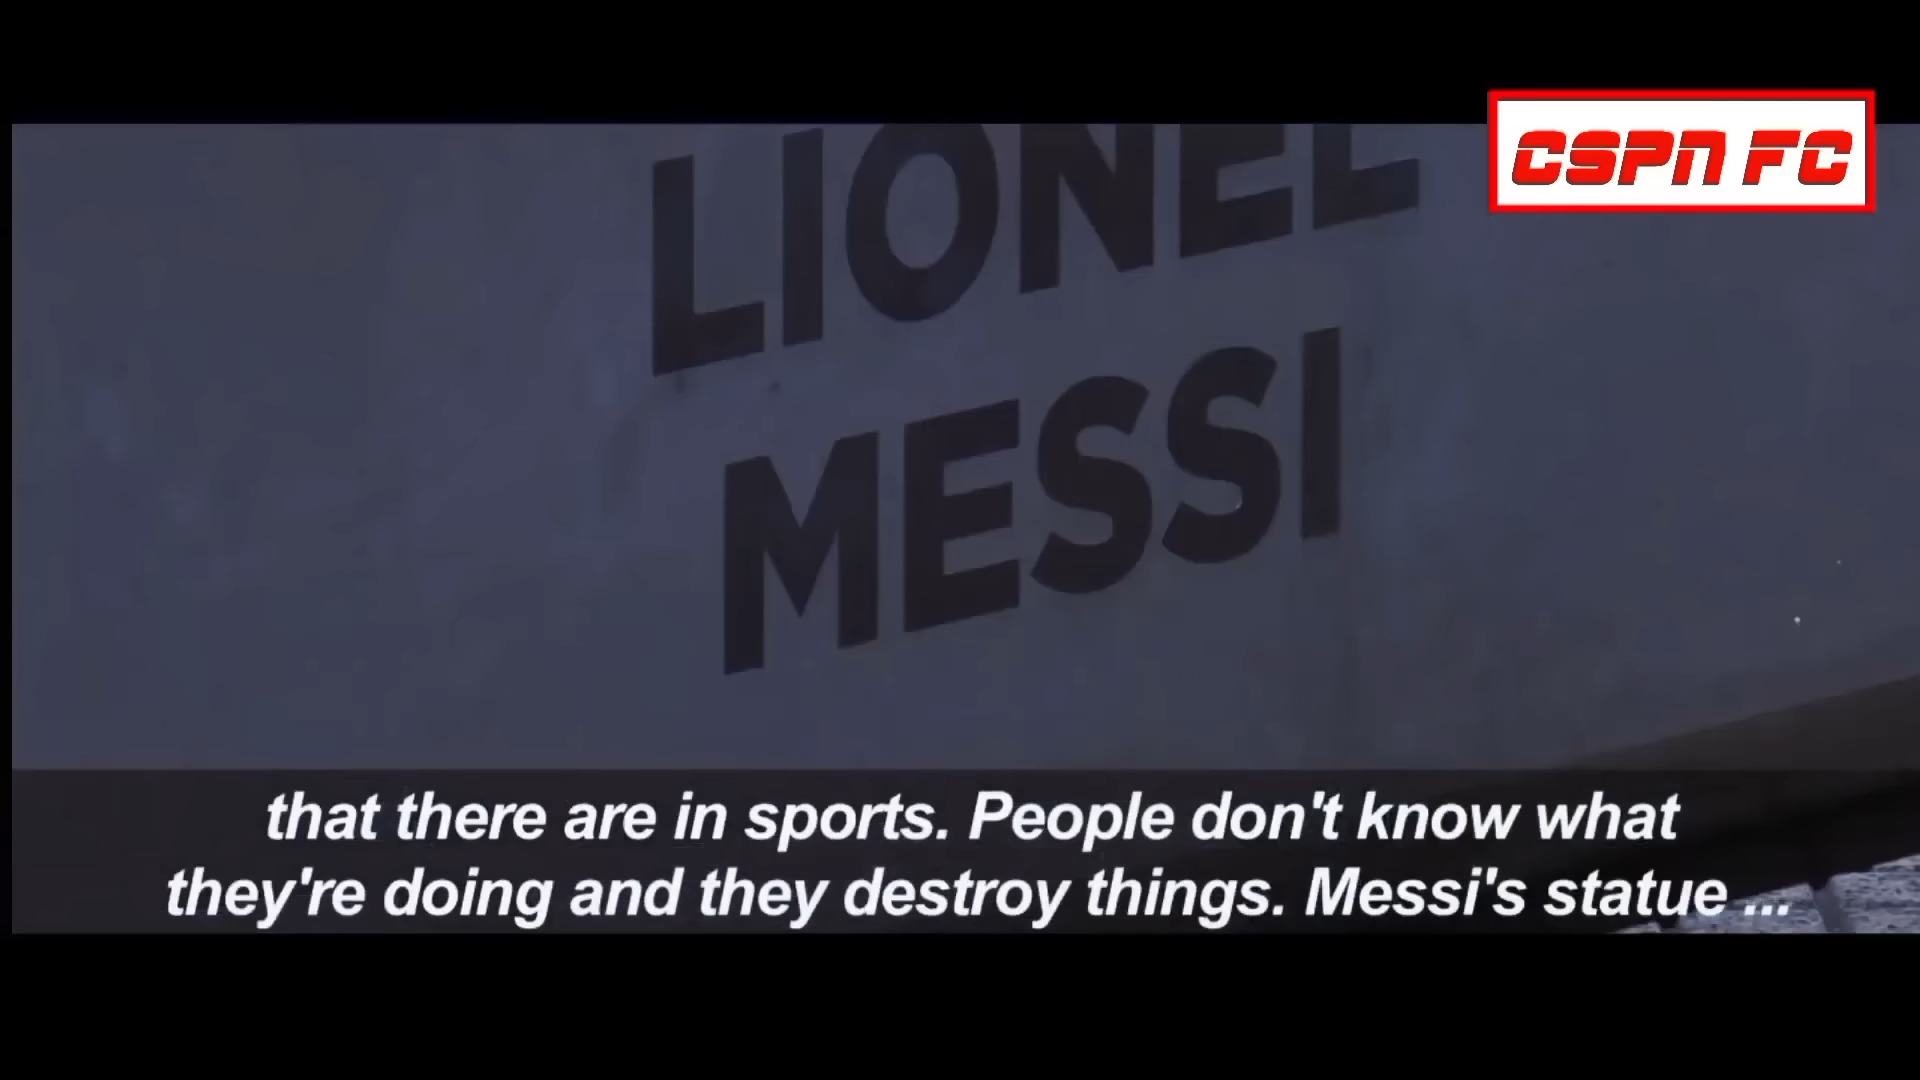 CSPN FC
LIONEL
MESSI
that there are in sports. People don't know what
they're doing and they destroy things. Messi's statue ...